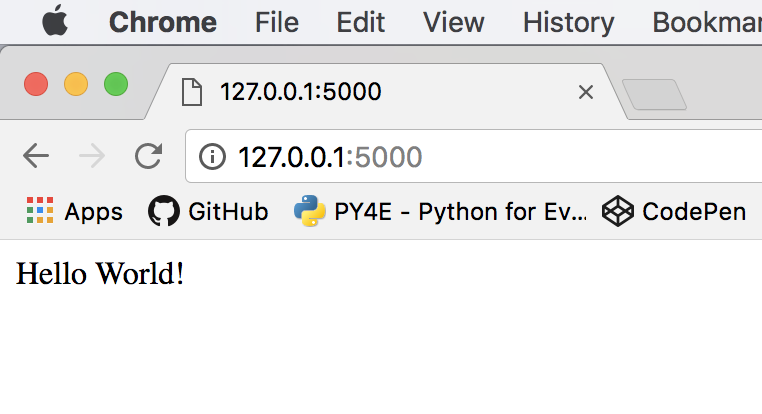 Chrome File Edit View History Bookmar
127.0.0.1:5000
127.0.0.1:5000
Apps GitHub PY4E - Python for Ev... CodePen
Hello World!